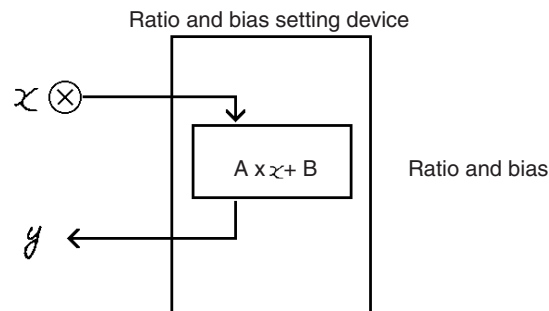 Ratio and bias setting device
x
A x x + B
Ratio and bias
y